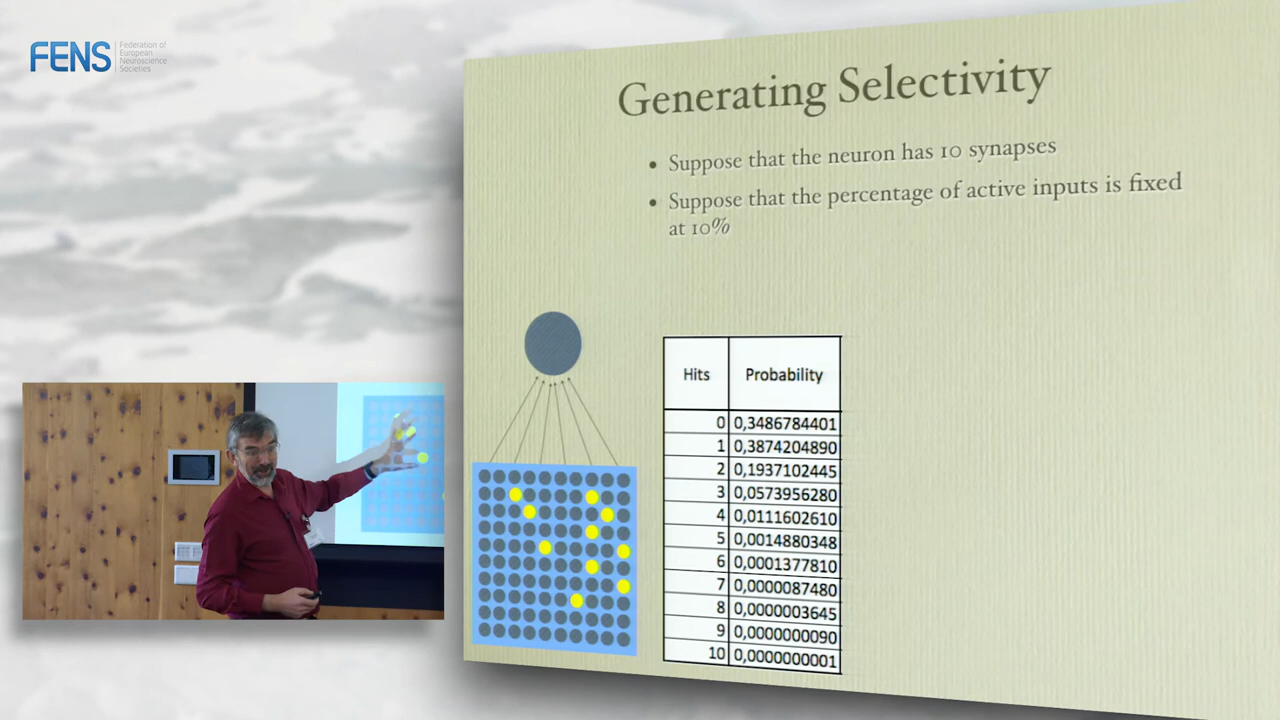 FENS
Federation of
European
Neuroscience
Societies
Generating Selectivity
• Suppose that the neuron has 10 synapses
• Suppose that the percentage of active inputs is fixed
at 10%
Hits Probability
0 0,3486784401
1 0,3874204890
2 0,1937102445
3 0,0573956280
4 0,0111602610
5 0,0014880348
6 0,0001377810
7 0,0000087480
8 0,0000003645
9 0,0000000090
10 0,0000000001